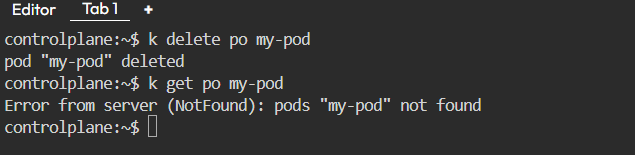 Editor Tab 1 +
controlplane:~$ k delete po my-pod
pod "my-pod" deleted
controlplane:~$ k get po my-pod
Error from server (NotFound): pods "my-pod" not found
controlplane:~$